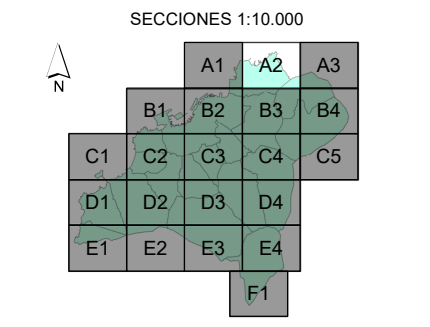 SECCIONES 1:10.000
N
A1 A2 A3
B1 B2 B3 B4
C1 C2 C3 C4 C5
D1 D2 D3 D4
E1 E2 E3 E4
F1